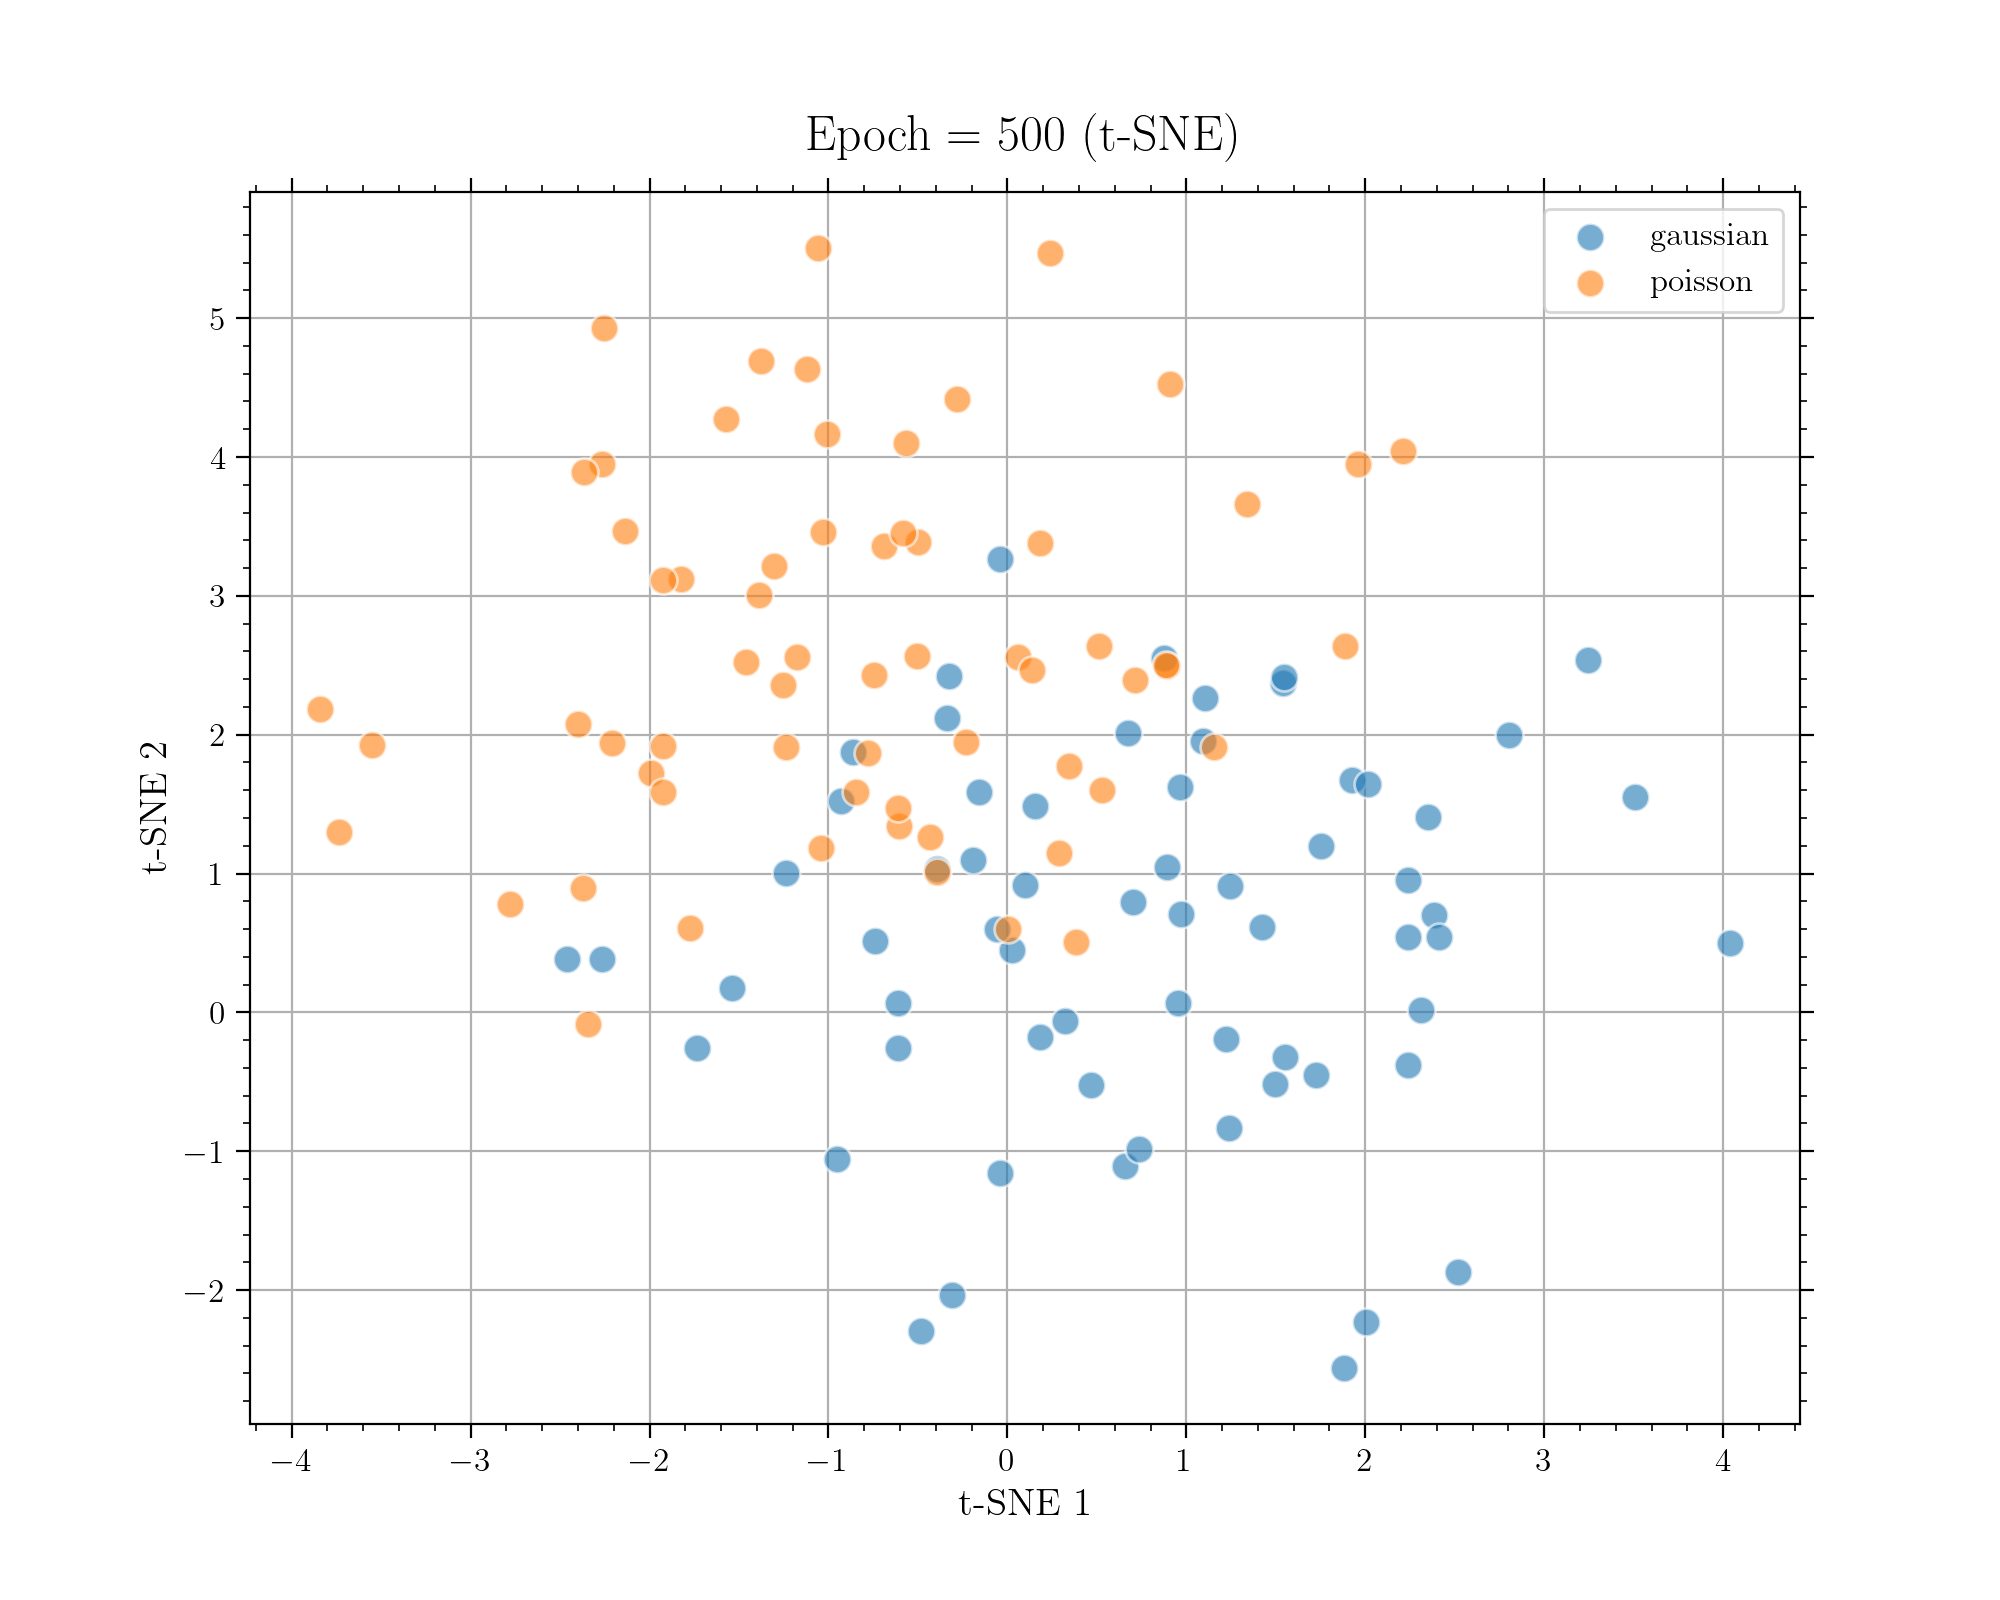 Epoch = 500 (t-SNE)
gaussian
poisson
5
4
3
2
1
0
−1
−2
t-SNE 2
−4 −3 −2 −1 0 1 2 3 4
t-SNE 1